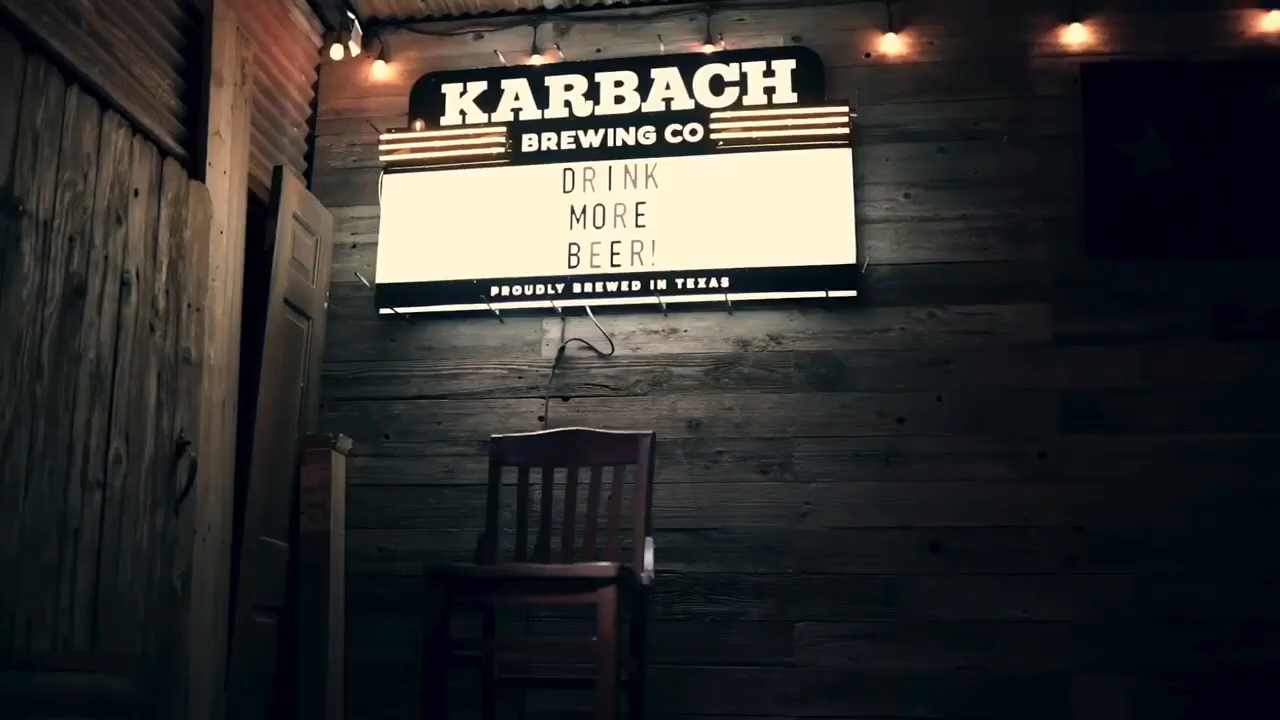 KARBACH
BREWING CO
DRINK
MORE
BEER!
PROUDLY BREWED IN TEXAS